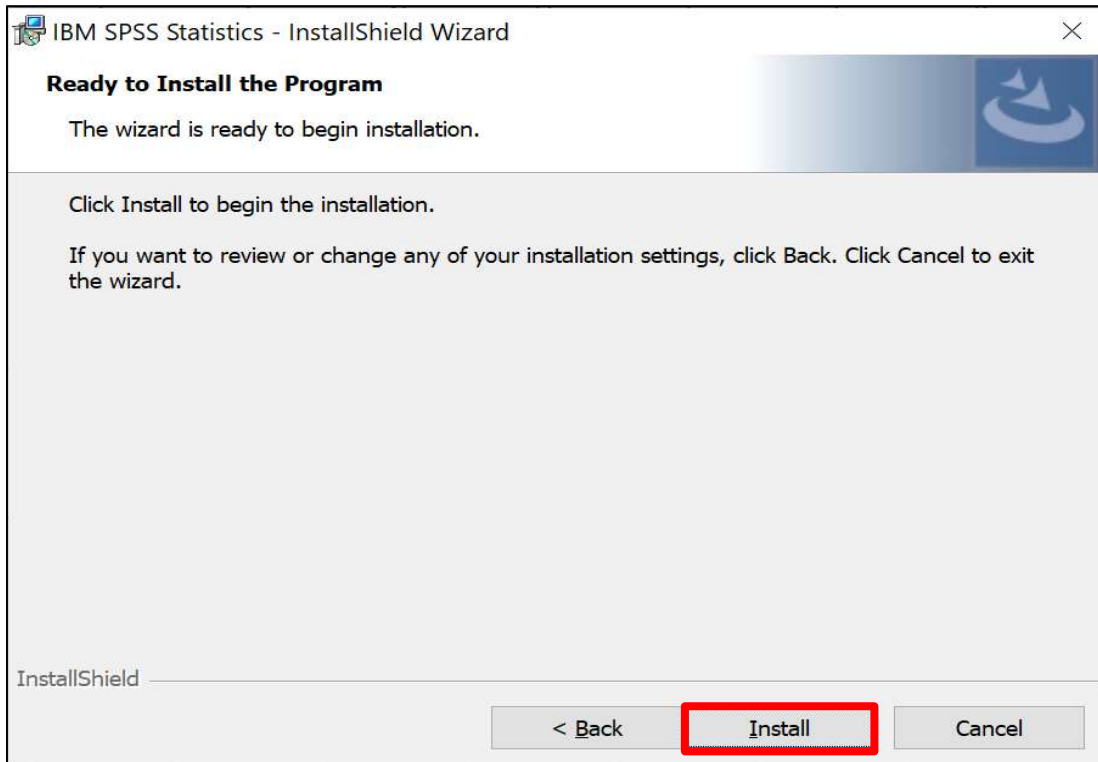 IBM SPSS Statistics - InstallShield Wizard
Ready to Install the Program
The wizard is ready to begin installation.
Click Install to begin the installation.
If you want to review or change any of your installation settings, click Back. Click Cancel to exit
the wizard.
InstallShield
< Back Install Cancel